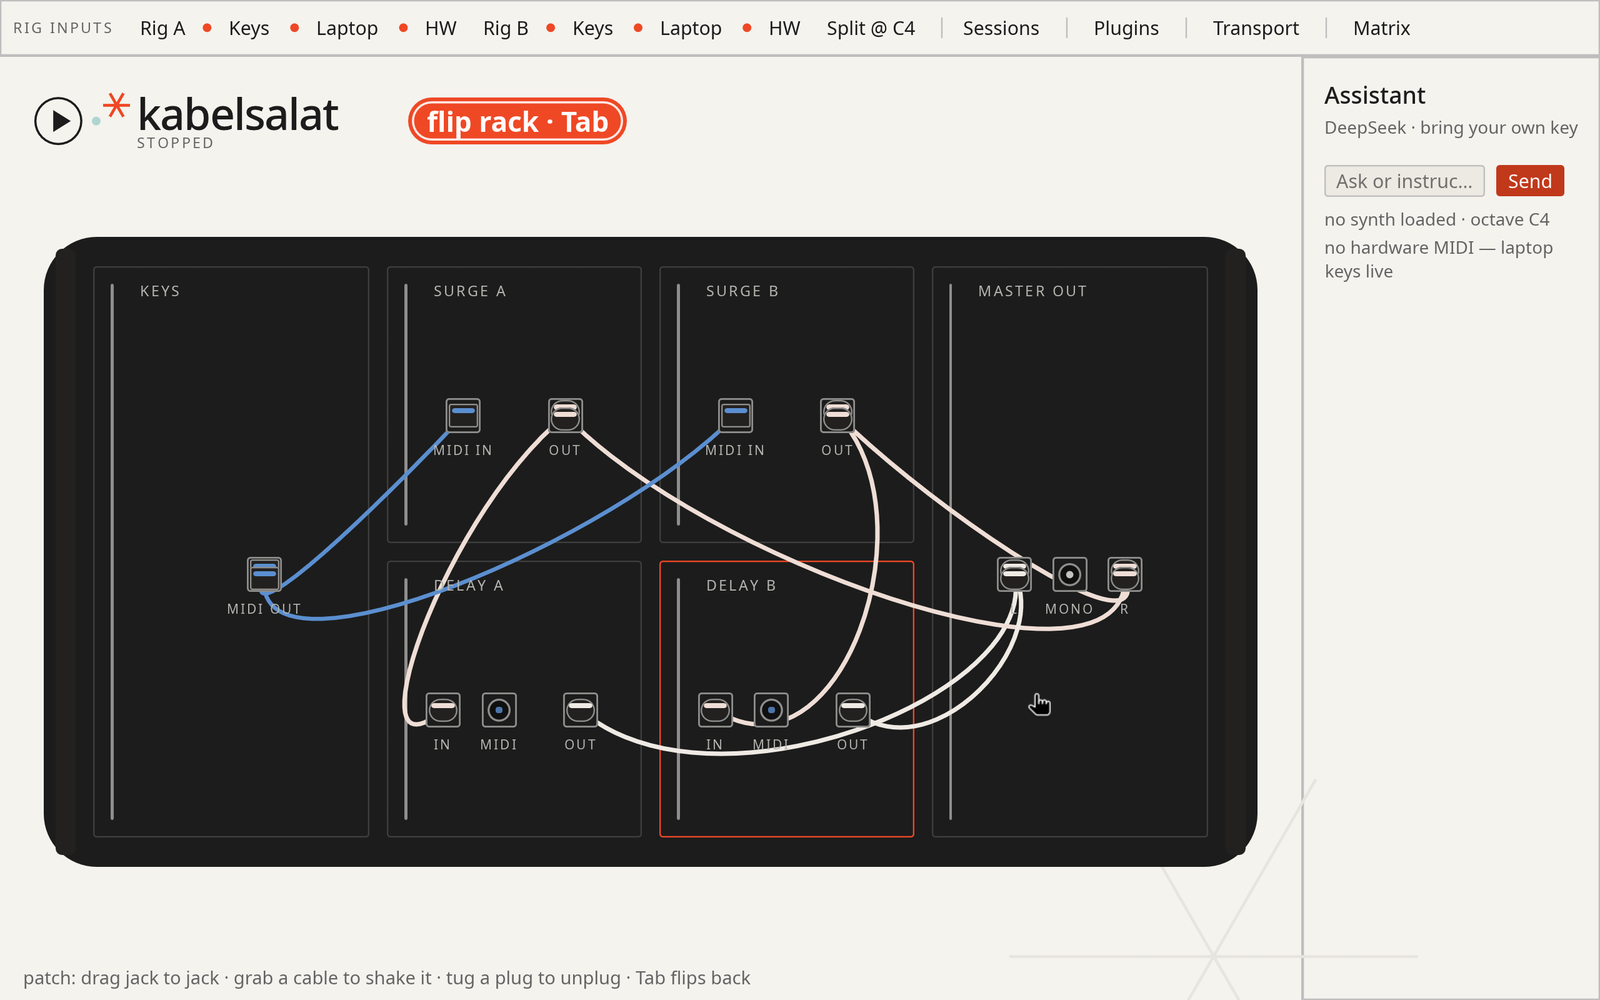 RIG INPUTS Rig A Keys Laptop HW Rig B Keys Laptop HW Split @ C4 Sessions Plugins Transport Matrix
kabelsalat
STOPPED
flip rack · Tab
KEYS
SURGE A
SURGE B
MASTER OUT
MIDI IN
OUT
MIDI IN
OUT
MIDI OUT
L
MONO
R
DELAY A
DELAY B
IN
MIDI
OUT
IN
MIDI
OUT
patch: drag jack to jack · grab a cable to shake it · tug a plug to unplug · Tab flips back
Assistant
DeepSeek · bring your own key
Ask or instruc...
Send
no synth loaded · octave C4
no hardware MIDI — laptop
keys live